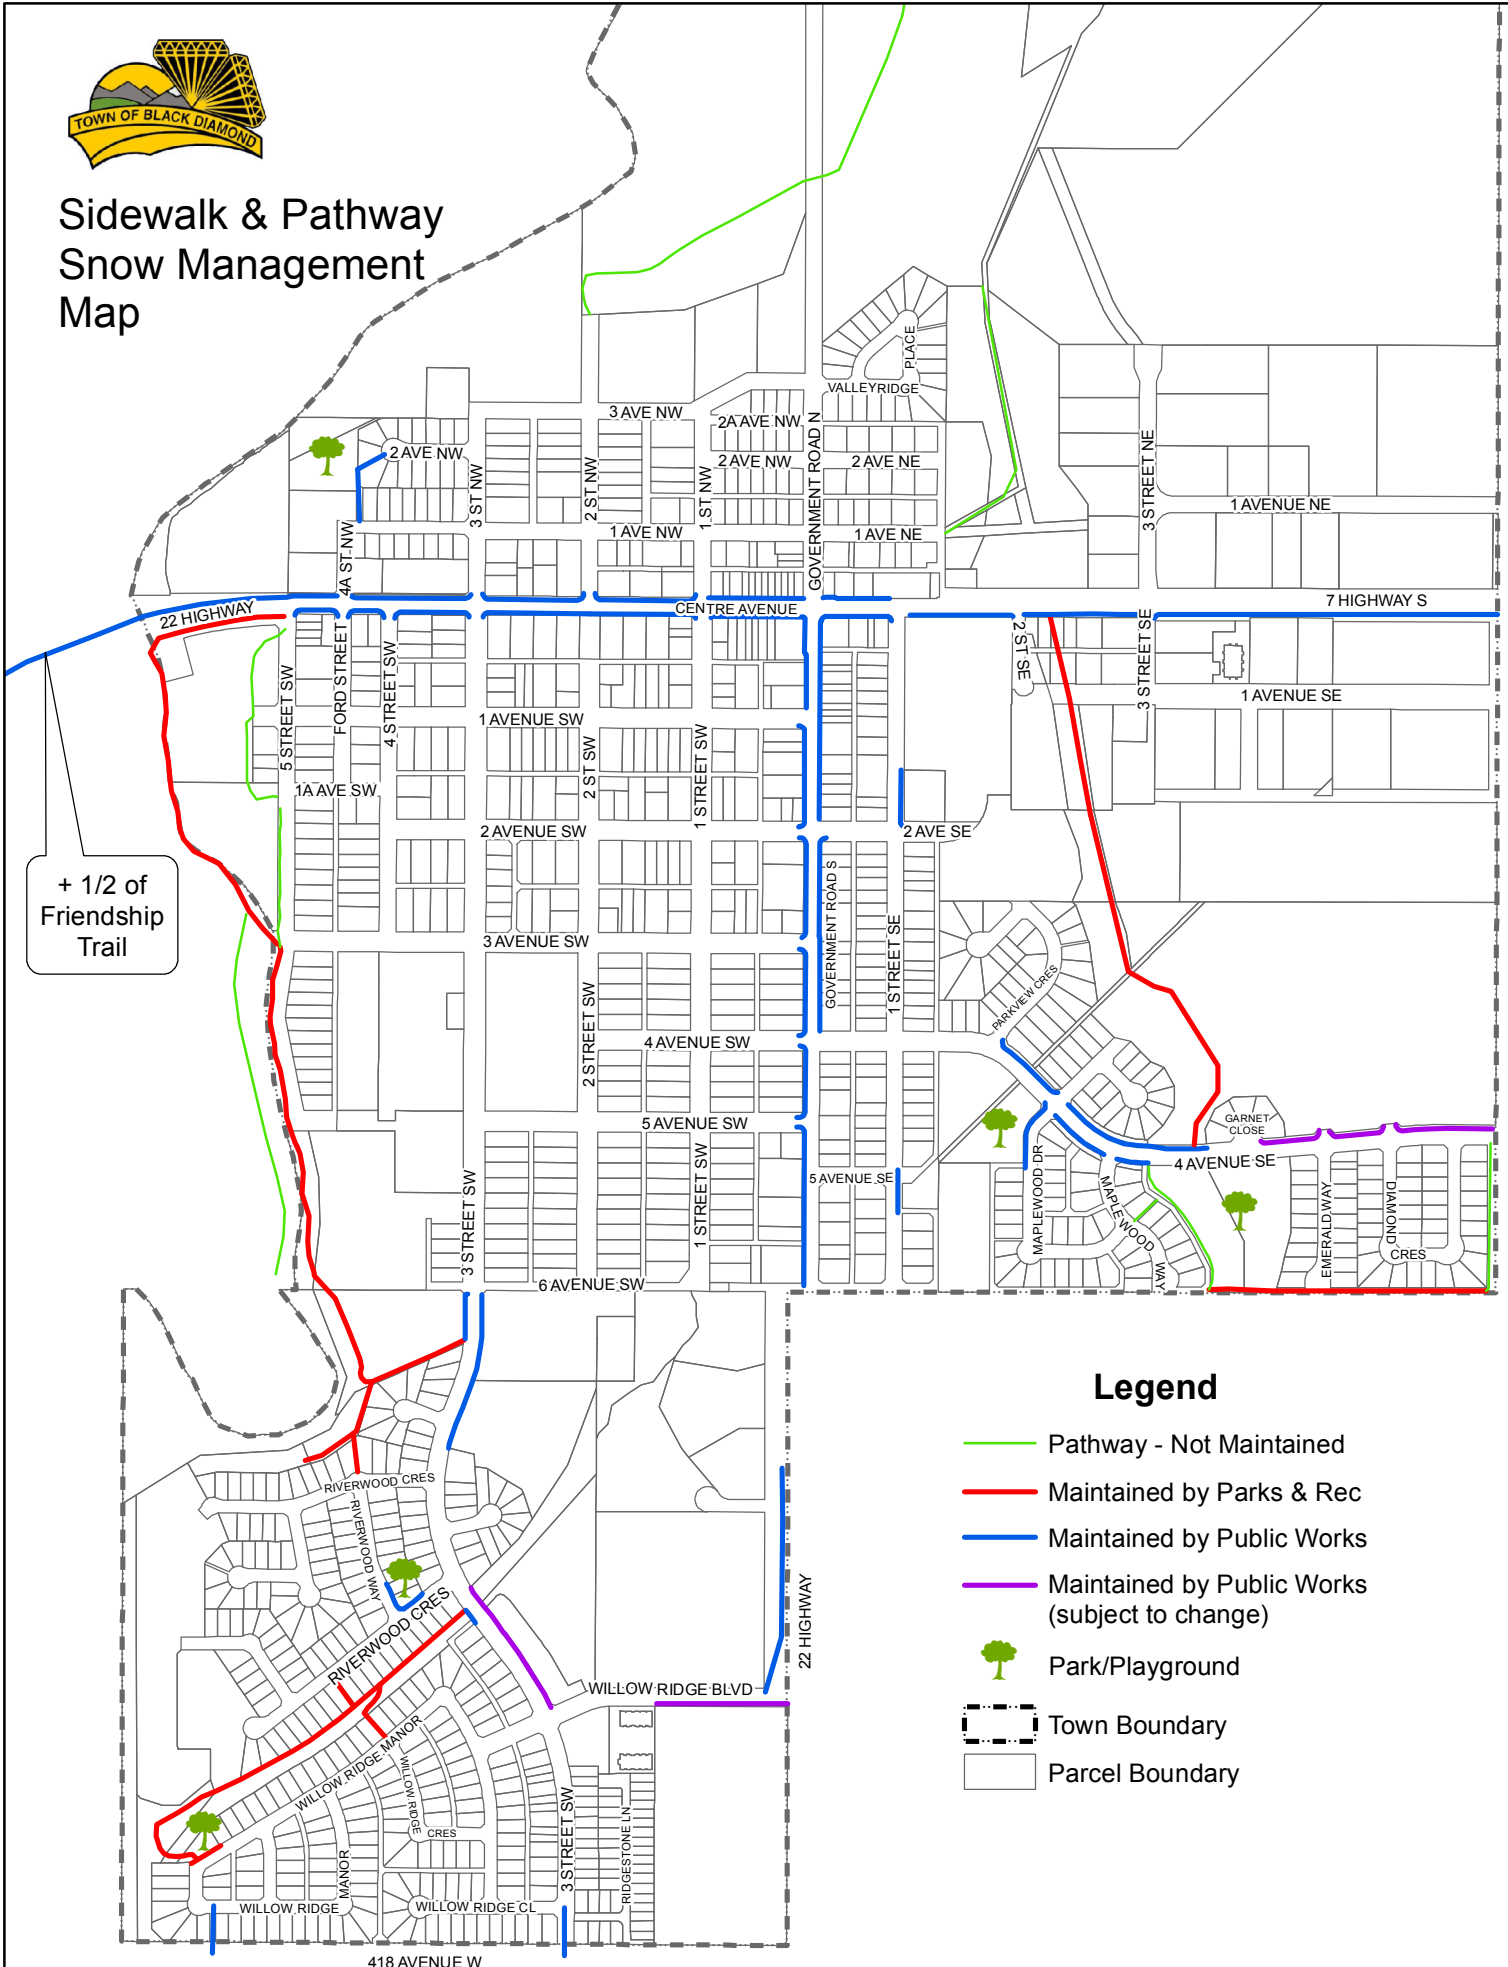 TOWN OF BLACK DIAMOND
Sidewalk & Pathway
Snow Management
Map
PLACE
VALLEYRIDGE
3 AVE NW
2A AVE NW
2 AVE NW
2 AVE NW
2 AVE NE
3 ST NW
2 ST NW
1 ST NW
GOVERNMENT ROAD N
3 STREET NE
1 AVENUE NE
1 AVE NW
1 AVE NE
4A ST NW
22 HIGHWAY
CENTRE AVENUE
7 HIGHWAY S
5 STREET SW
FORD STREET
4 STREET SW
2 ST SE
3 STREET SE
1 AVENUE SE
1 AVENUE SW
2 ST SW
1 STREET SW
1A AVE SW
2 AVENUE SW
2 AVE SE
+ 1/2 of
Friendship
Trail
GOVERNMENT ROAD S
1 STREET SE
3 AVENUE SW
PARKVIEW CRES
2 STREET SW
4 AVENUE SW
5 AVENUE SW
GARNET
CLOSE
4 AVENUE SE
3 STREET SW
1 STREET SW
5 AVENUE SE
MAPLEWOOD DR
MAPLEWOOD WAY
EMERALD WAY
DIAMOND
CRES
6 AVENUE SW
Legend
Pathway - Not Maintained
Maintained by Parks & Rec
Maintained by Public Works
Maintained by Public Works
(subject to change)
Park/Playground
Town Boundary
Parcel Boundary
RIVERWOOD CRES
RIVERWOOD WAY
RIVERWOOD CRES
22 HIGHWAY
WILLOW RIDGE BLVD
WILLOW RIDGE MANOR
WILLOW RIDGE
CRES
3 STREET SW
RIDGESTONE LN
MANOR
WILLOW RIDGE
WILLOW RIDGE CL
418 AVENUE W